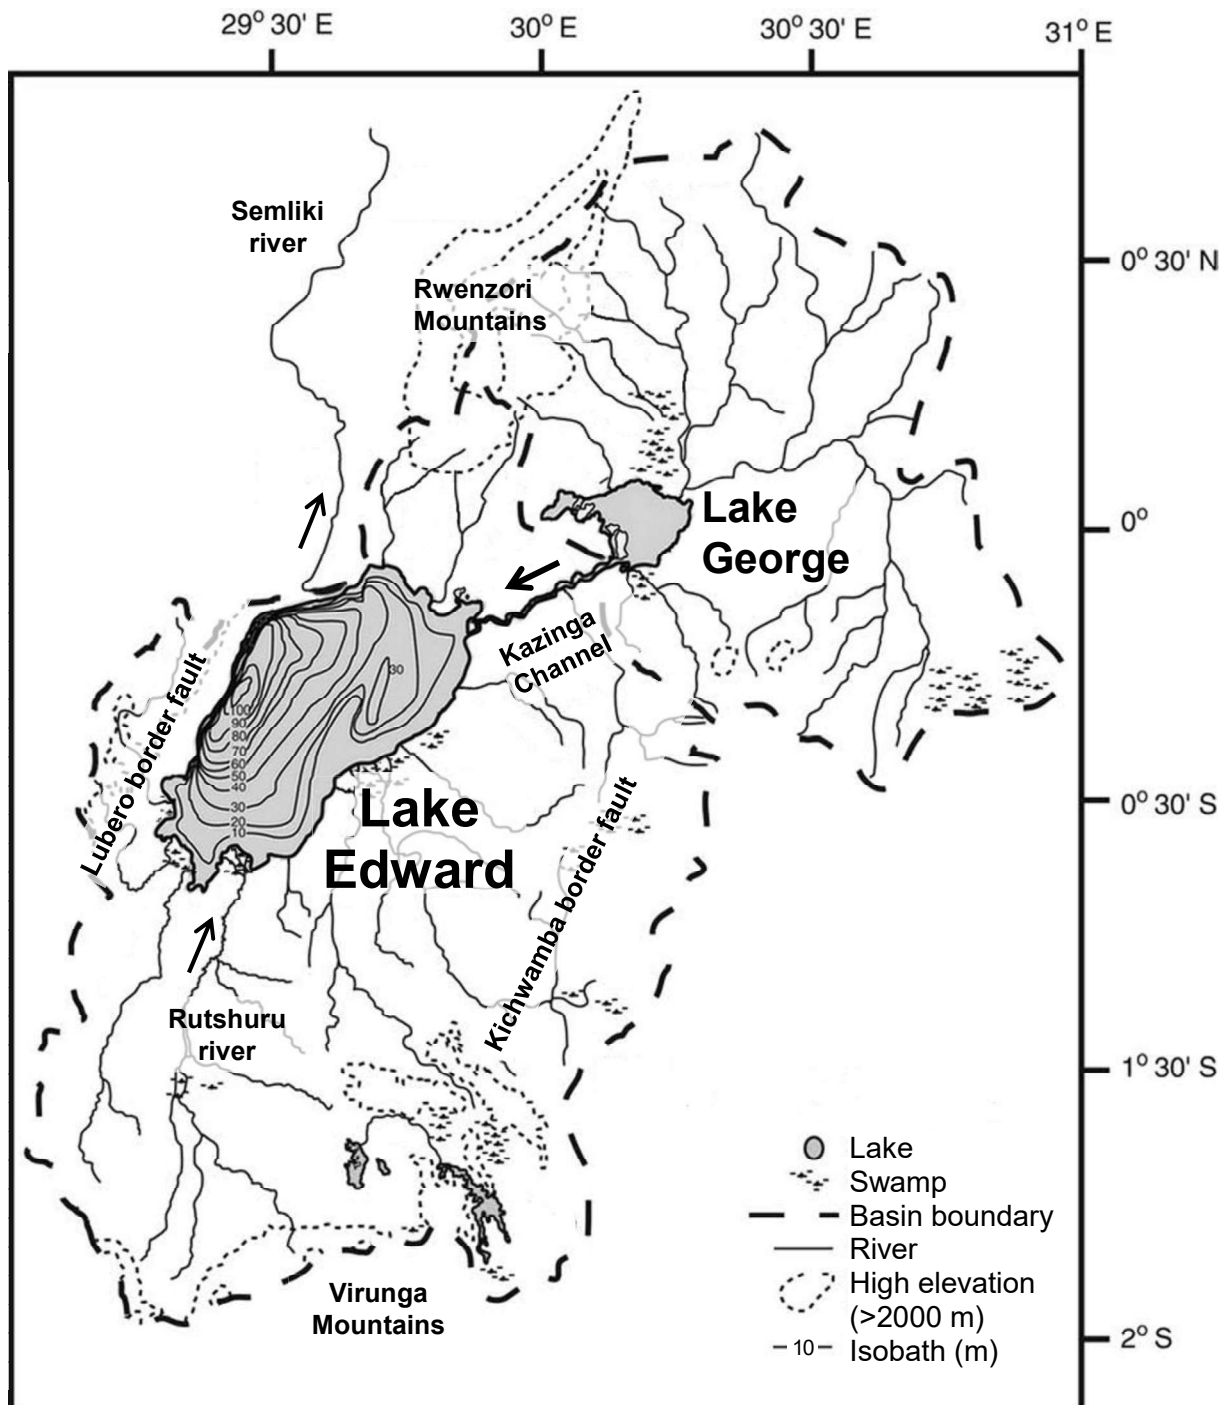 29° 30' E
30° E
30° 30' E
31° E
Semliki
river
0° 30' N
Rwenzori
Mountains
Lake
George
0°
Kazinga
Channel
30
100
90
80
70
60
50
40
30
20
10
Lubero border fault
Lake
Edward
0° 30' S
Kichwamba border fault
Rutshuru
river
1° 30' S
Virunga
Mountains
Lake
Swamp
Basin boundary
River
High elevation
(>2000 m)
10 Isobath (m)
2° S